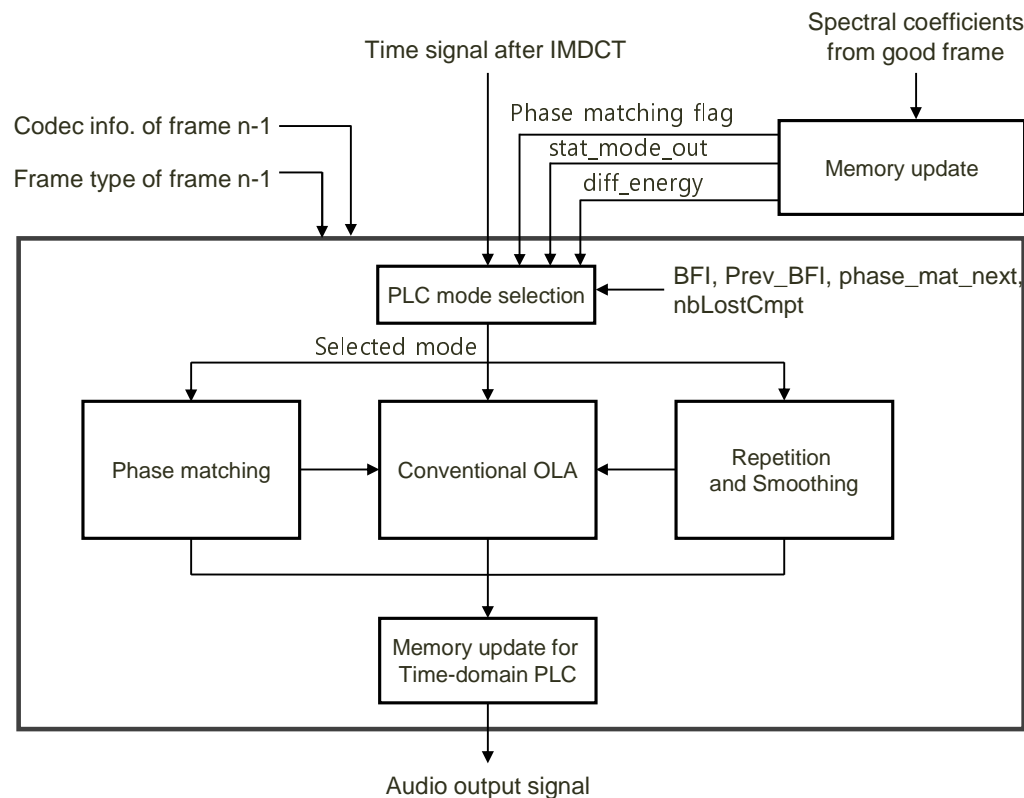 Spectral coefficients
from good frame
Time signal after IMDCT
Phase matching flag
Codec info. of frame n-1
stat_mode_out
Memory update
Frame type of frame n-1
diff_energy
BFI, Prev_BFI, phase_mat_next,
nbLostCmpt
PLC mode selection
Selected mode
Phase matching
Conventional OLA
Repetition
and Smoothing
Memory update for
Time-domain PLC
Audio output signal